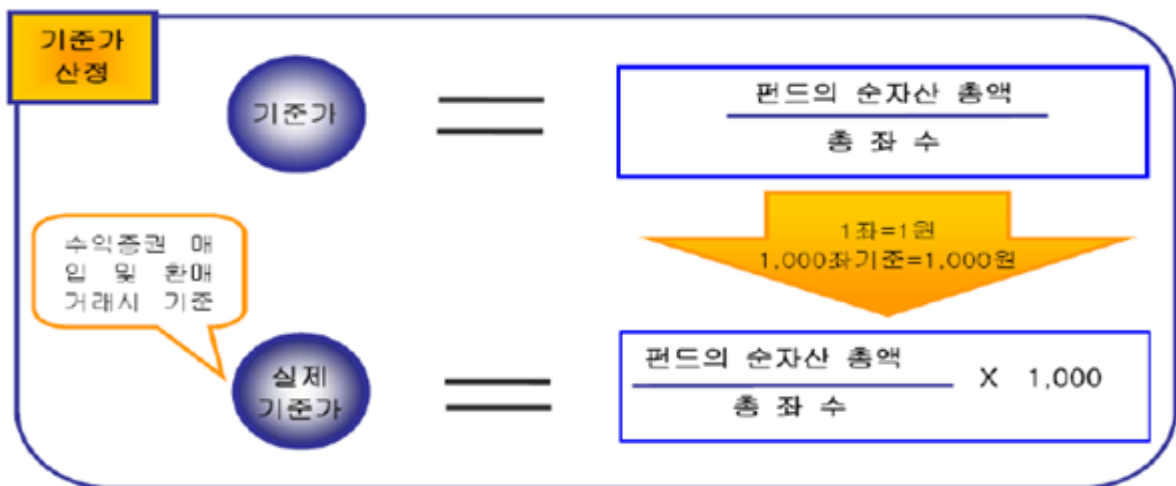 기준가
산정
기준가
펀드의 순자산 총액
총 좌 수
1좌=1원
1,000좌기준=1,000원
수익증권 매
입 및 환매
거래시 기준
실제
기준가
펀드의 순자산 총액
총 좌 수
X 1,000